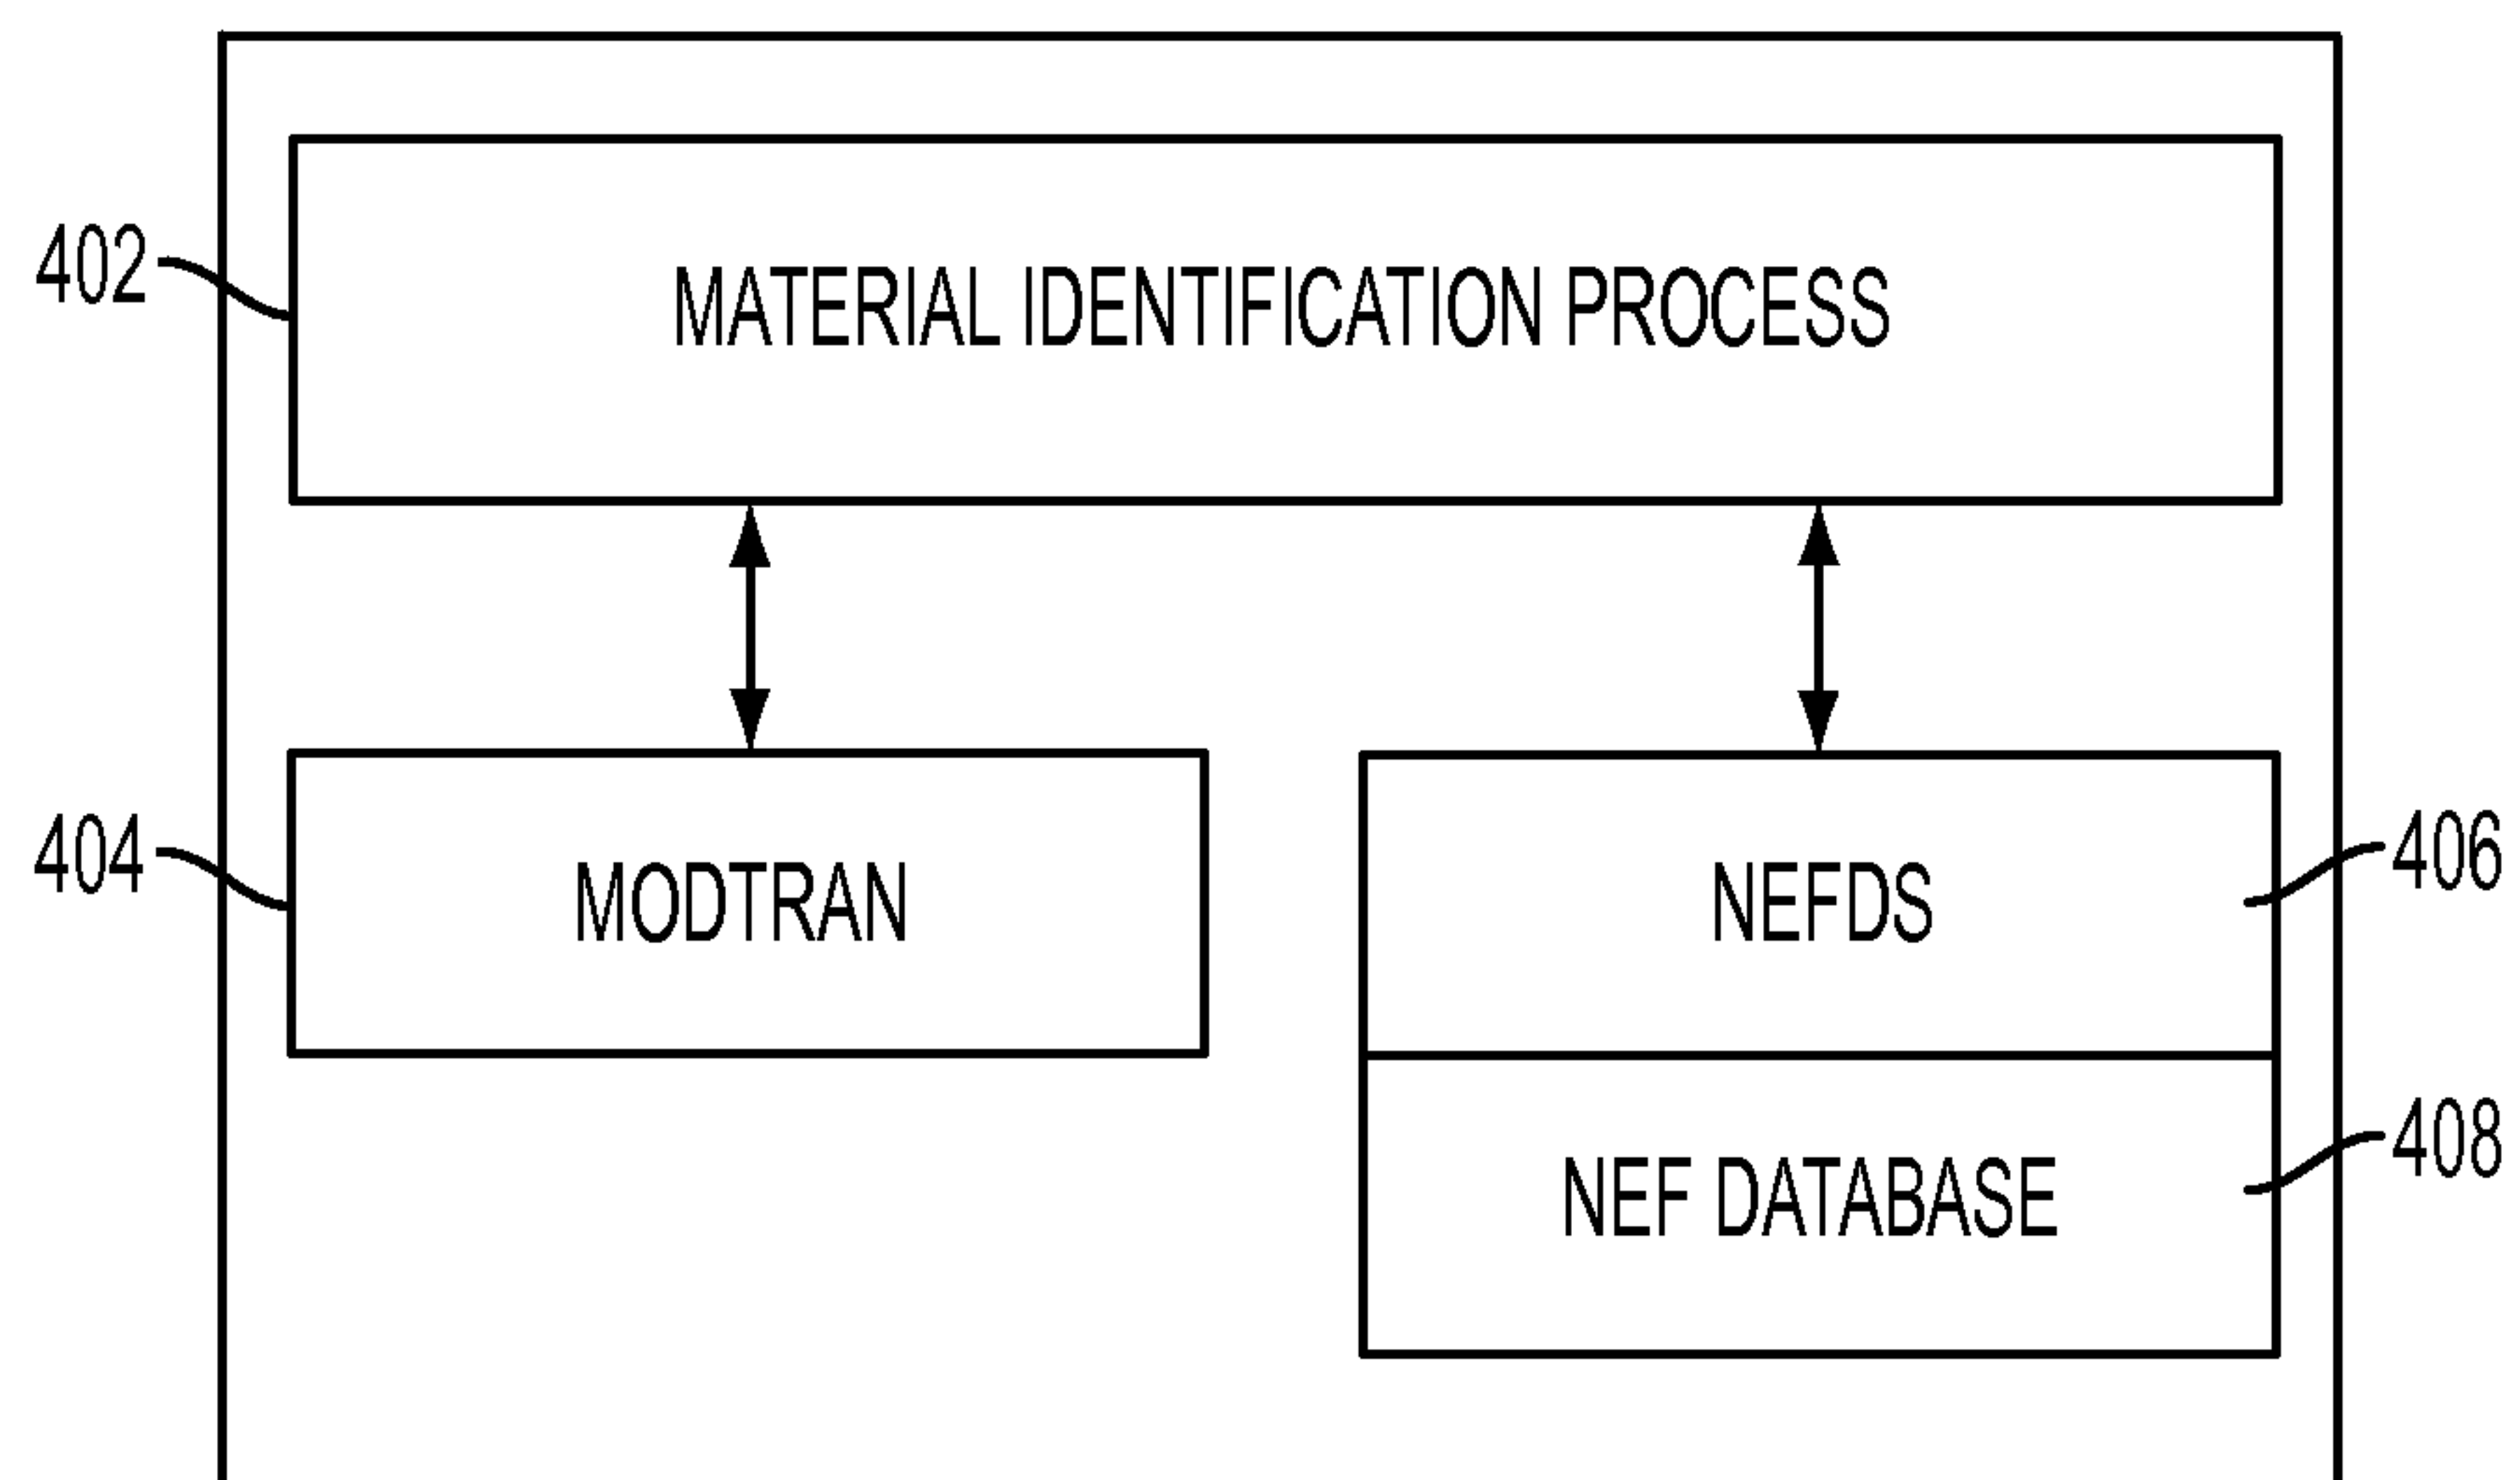 402
MATERIAL IDENTIFICATION PROCESS
404
MODTRAN
NEFDS
406
NEF DATABASE
408